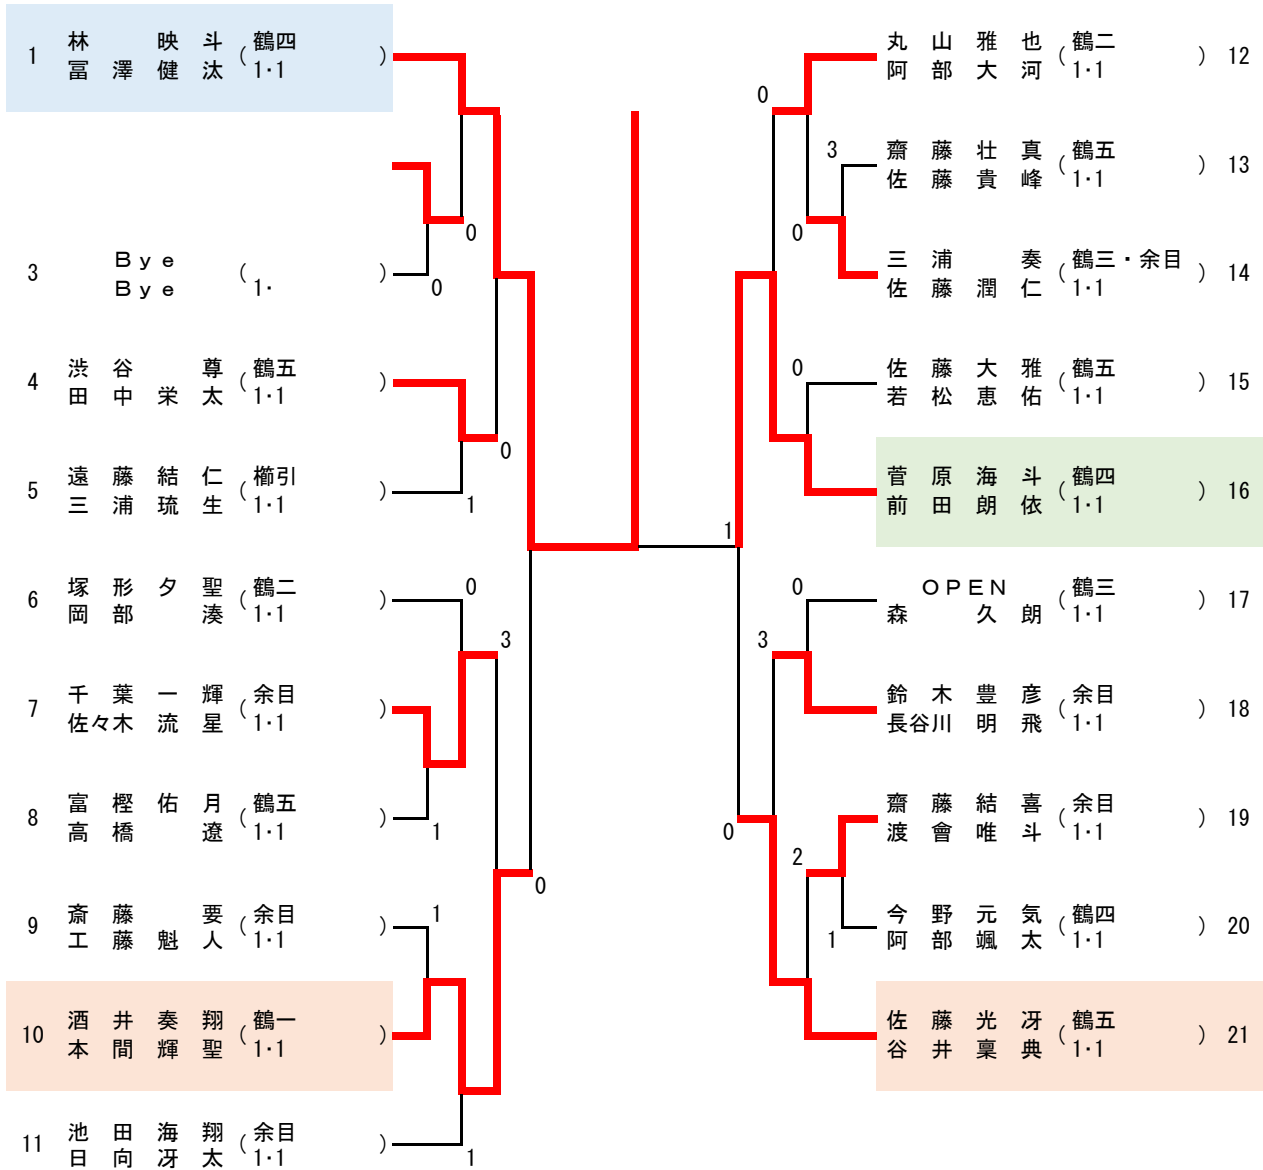 1 林 映 斗 ( 鶴四 )
冨 澤 健 汰 1·1
3 Bye ( )
Bye 1·
4 渋 谷 尊 ( 鶴五 )
田 中 栄 太 1·1
5 遠 藤 結 仁 ( 櫛引 )
三 浦 琉 生 1·1
6 塚 形 夕 聖 ( 鶴二 )
岡 部 湊 1·1
7 千 葉 一 輝 ( 余目 )
佐々木 流 星 1·1
8 富 樫 佑 月 ( 鶴五 )
高 橋 遼 1·1
9 斎 藤 要 ( 余目 )
工 藤 魁 人 1·1
10 酒 井 奏 翔 ( 鶴一 )
本 間 輝 聖 1·1
11 池 田 海 翔 ( 余目 )
日 向 冴 太 1·1
0
0
0
1
0
3
1
1
0
1
1
0
3
0
0
0
3
0
2
1
丸 山 雅 也 ( 鶴二 ) 12
阿 部 大 河 1·1
齋 藤 壮 真 ( 鶴五 ) 13
佐 藤 貴 峰 1·1
三 浦 奏 ( 鶴三・余目 ) 14
佐 藤 潤 仁 1·1
佐 藤 大 雅 ( 鶴五 ) 15
若 松 恵 佑 1·1
菅 原 海 斗 ( 鶴四 ) 16
前 田 朗 依 1·1
OPEN ( 鶴三 ) 17
森 久 朗 1·1
鈴 木 豊 彦 ( 余目 ) 18
長谷川 明 飛 1·1
齋 藤 結 喜 ( 余目 ) 19
渡 會 唯 斗 1·1
今 野 元 気 ( 鶴四 ) 20
阿 部 颯 太 1·1
佐 藤 光 冴 ( 鶴五 ) 21
谷 井 稟 典 1·1